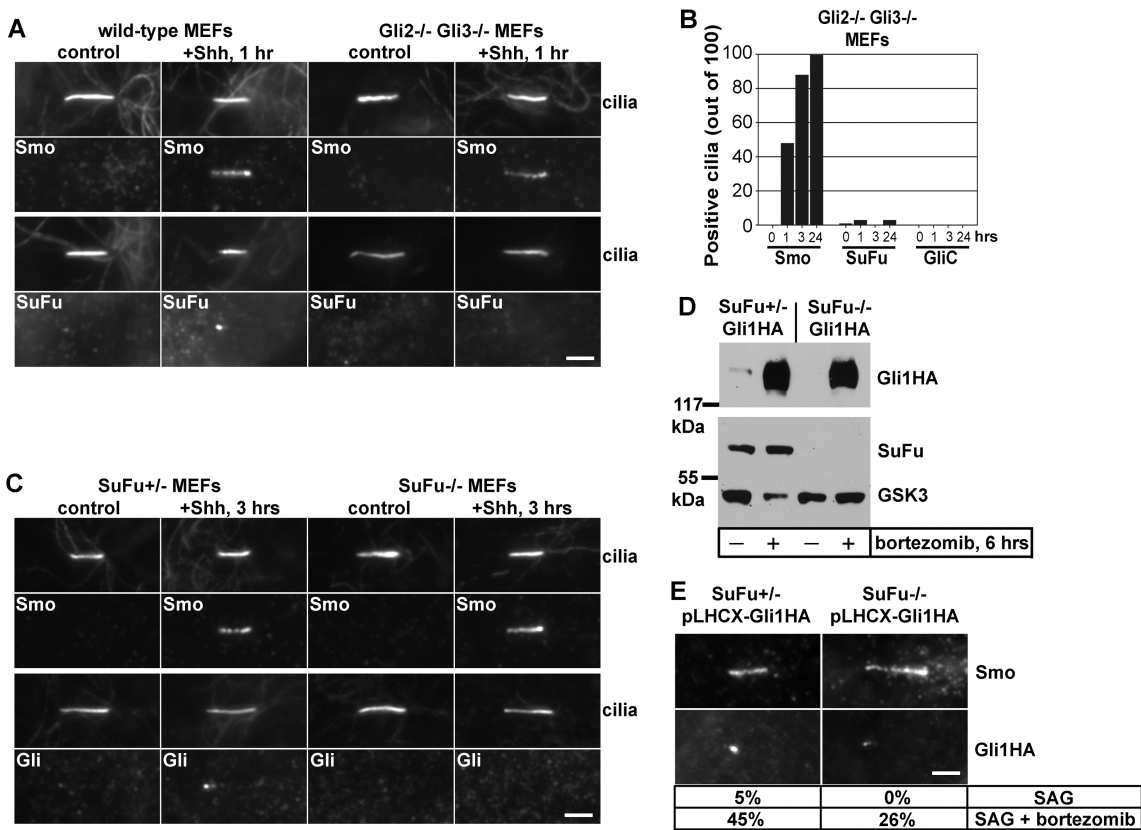 A
wild-type MEFs
Gli2-/- Gli3-/- MEFs
control
+Shh, 1 hr
control
+Shh, 1 hr
cilia
Smo
Smo
Smo
Smo
cilia
SuFu
SuFu
SuFu
SuFu
B
Gli2-/- Gli3-/-
MEFs
Positive cilia (out of 100)
100
80
60
40
20
0
0 1 3 24 0 1 3 24 0 1 3 24 hrs
Smo SuFu GliC
C
SuFu+/- MEFs
SuFu-/- MEFs
control
+Shh, 3 hrs
control
+Shh, 3 hrs
cilia
Smo
Smo
Smo
Smo
cilia
Gli
Gli
Gli
Gli
D
SuFu+/- SuFu-/-
Gli1HA Gli1HA
Gli1HA
117
kDa
SuFu
55
kDa
GSK3
– + – + bortezomib, 6 hrs
E
SuFu+/- SuFu-/-
pLHCX-Gli1HA pLHCX-Gli1HA
Smo
Gli1HA
5% 0% SAG
45% 26% SAG + bortezomib